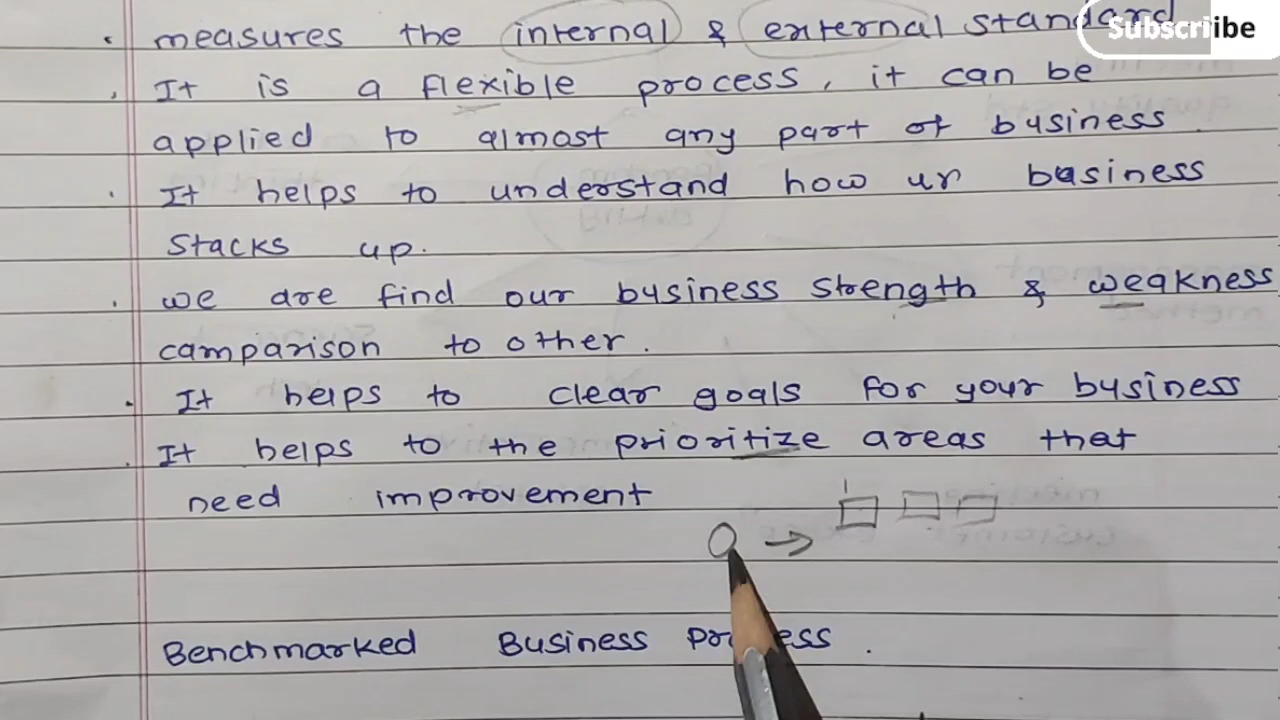 measures the internal & external standard
It is a flexible process, it can be
applied to almost any part of business.
It helps to understand how ur business
stacks up.
we are find our business strength & weakness
comparison to other.
It helps to clear goals for your business
It helps to the prioritize areas that
need improvement
Benchmarked Business process.
Subscribe